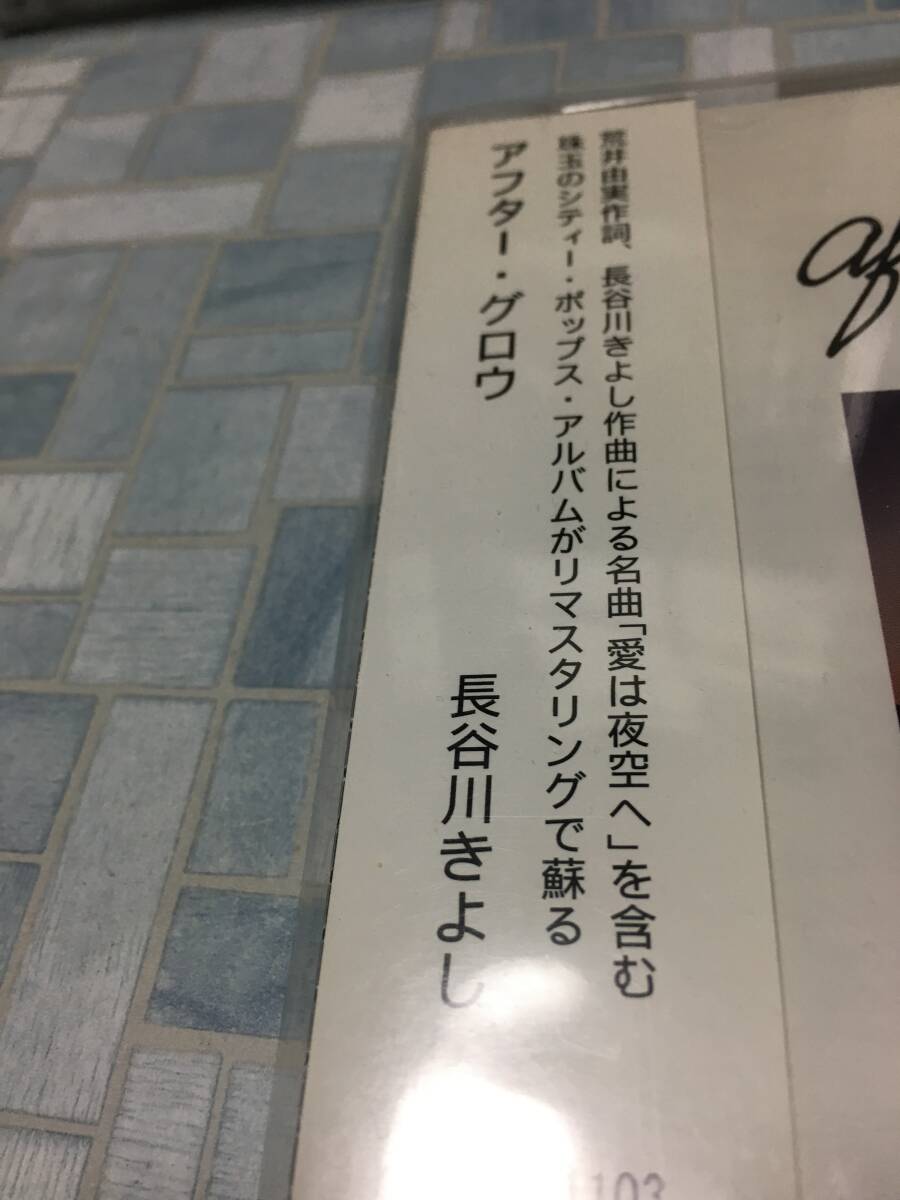 荒井由実作詞、長谷川きよし作曲による名曲「愛は夜空へ」を含む
珠玉のシティー・ポップス・アルバムがリマスタリングで蘇る
アフター・グロウ
長谷川きよし
af
103